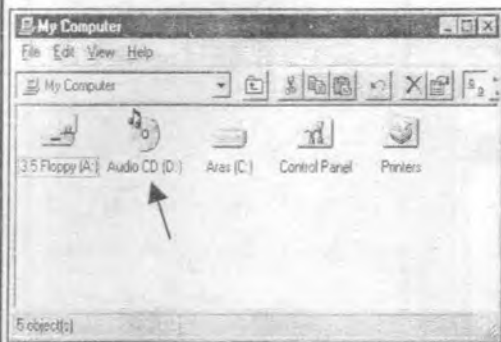 My Computer
File Edit View Help
My Computer
3.5 Floppy (A:) Audio CD (D:) Aras (C:) Control Panel Printers
5 object(s)